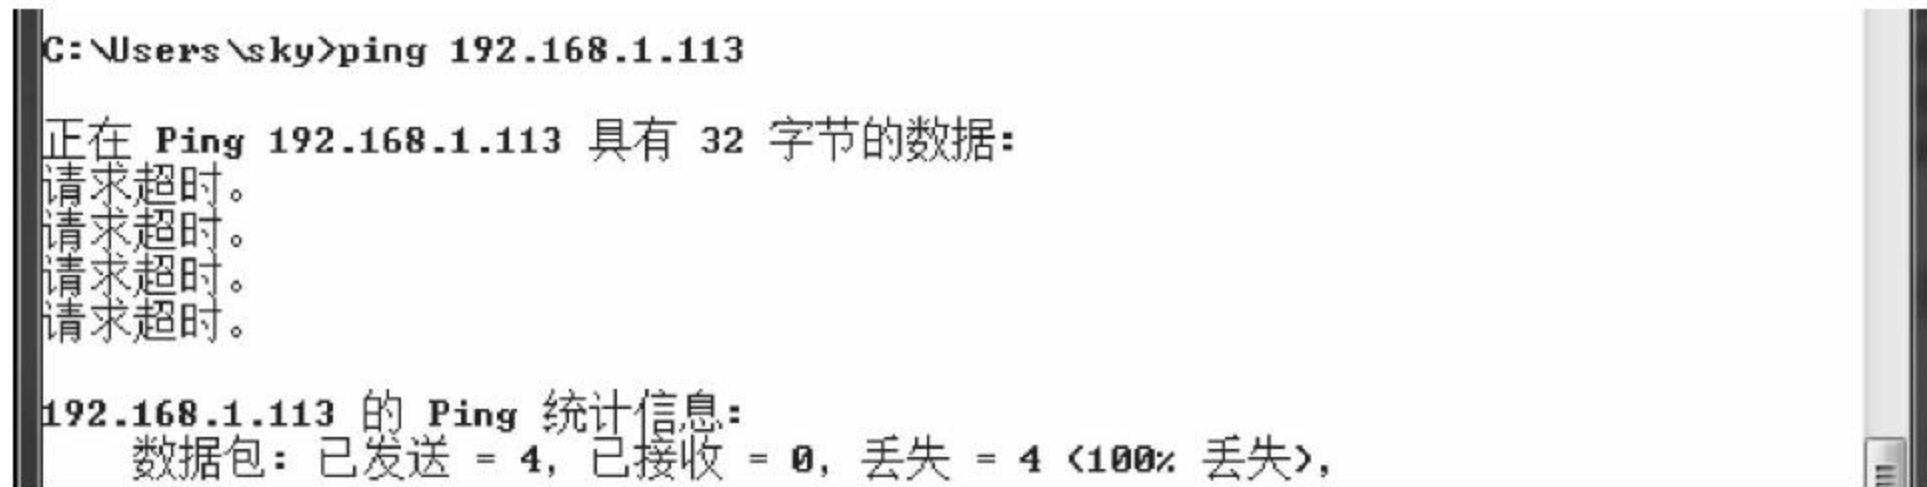 C:\Users\sky>ping 192.168.1.113
正在 Ping 192.168.1.113 具有 32 字节的数据:
请求超时。
请求超时。
请求超时。
请求超时。
192.168.1.113 的 Ping 统计信息:
数据包: 已发送 = 4, 已接收 = 0, 丢失 = 4 (100% 丢失),